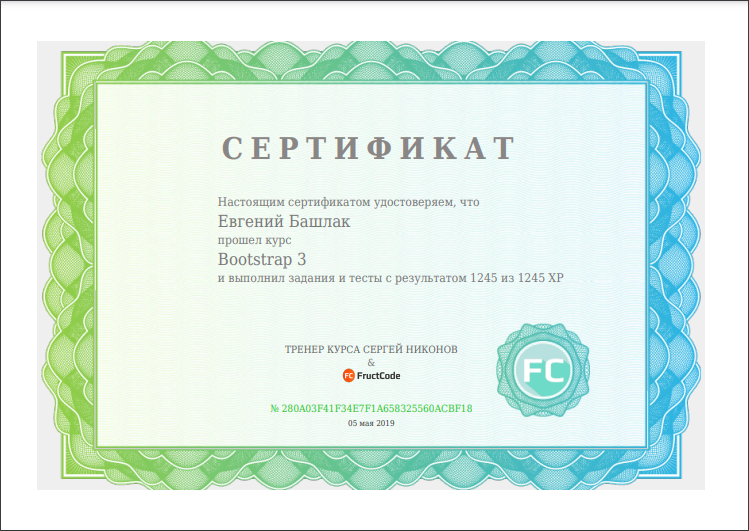 СЕРТИФИКАТ
Настоящим сертификатом удостоверяем, что
Евгений Башлак
прошел курс
Bootstrap 3
и выполнил задания и тесты с результатом 1245 из 1245 XP
ТРЕНЕР КУРСА СЕРГЕЙ НИКОНОВ
&
FC FructCode
FC
№ 280A03F41F34E7F1A658325560ACBF18
05 мая 2019